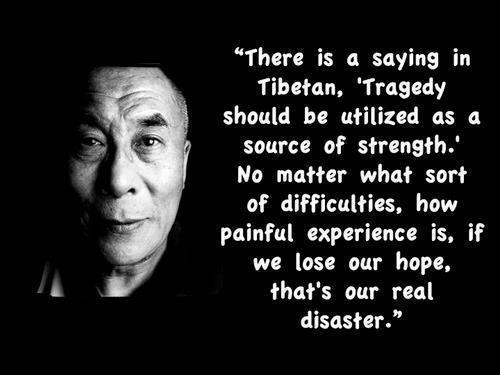 “There is a saying in
Tibetan, 'Tragedy
should be utilized as a
source of strength.'
No matter what sort
of difficulties, how
painful experience is, if
we lose our hope,
that's our real
disaster.”